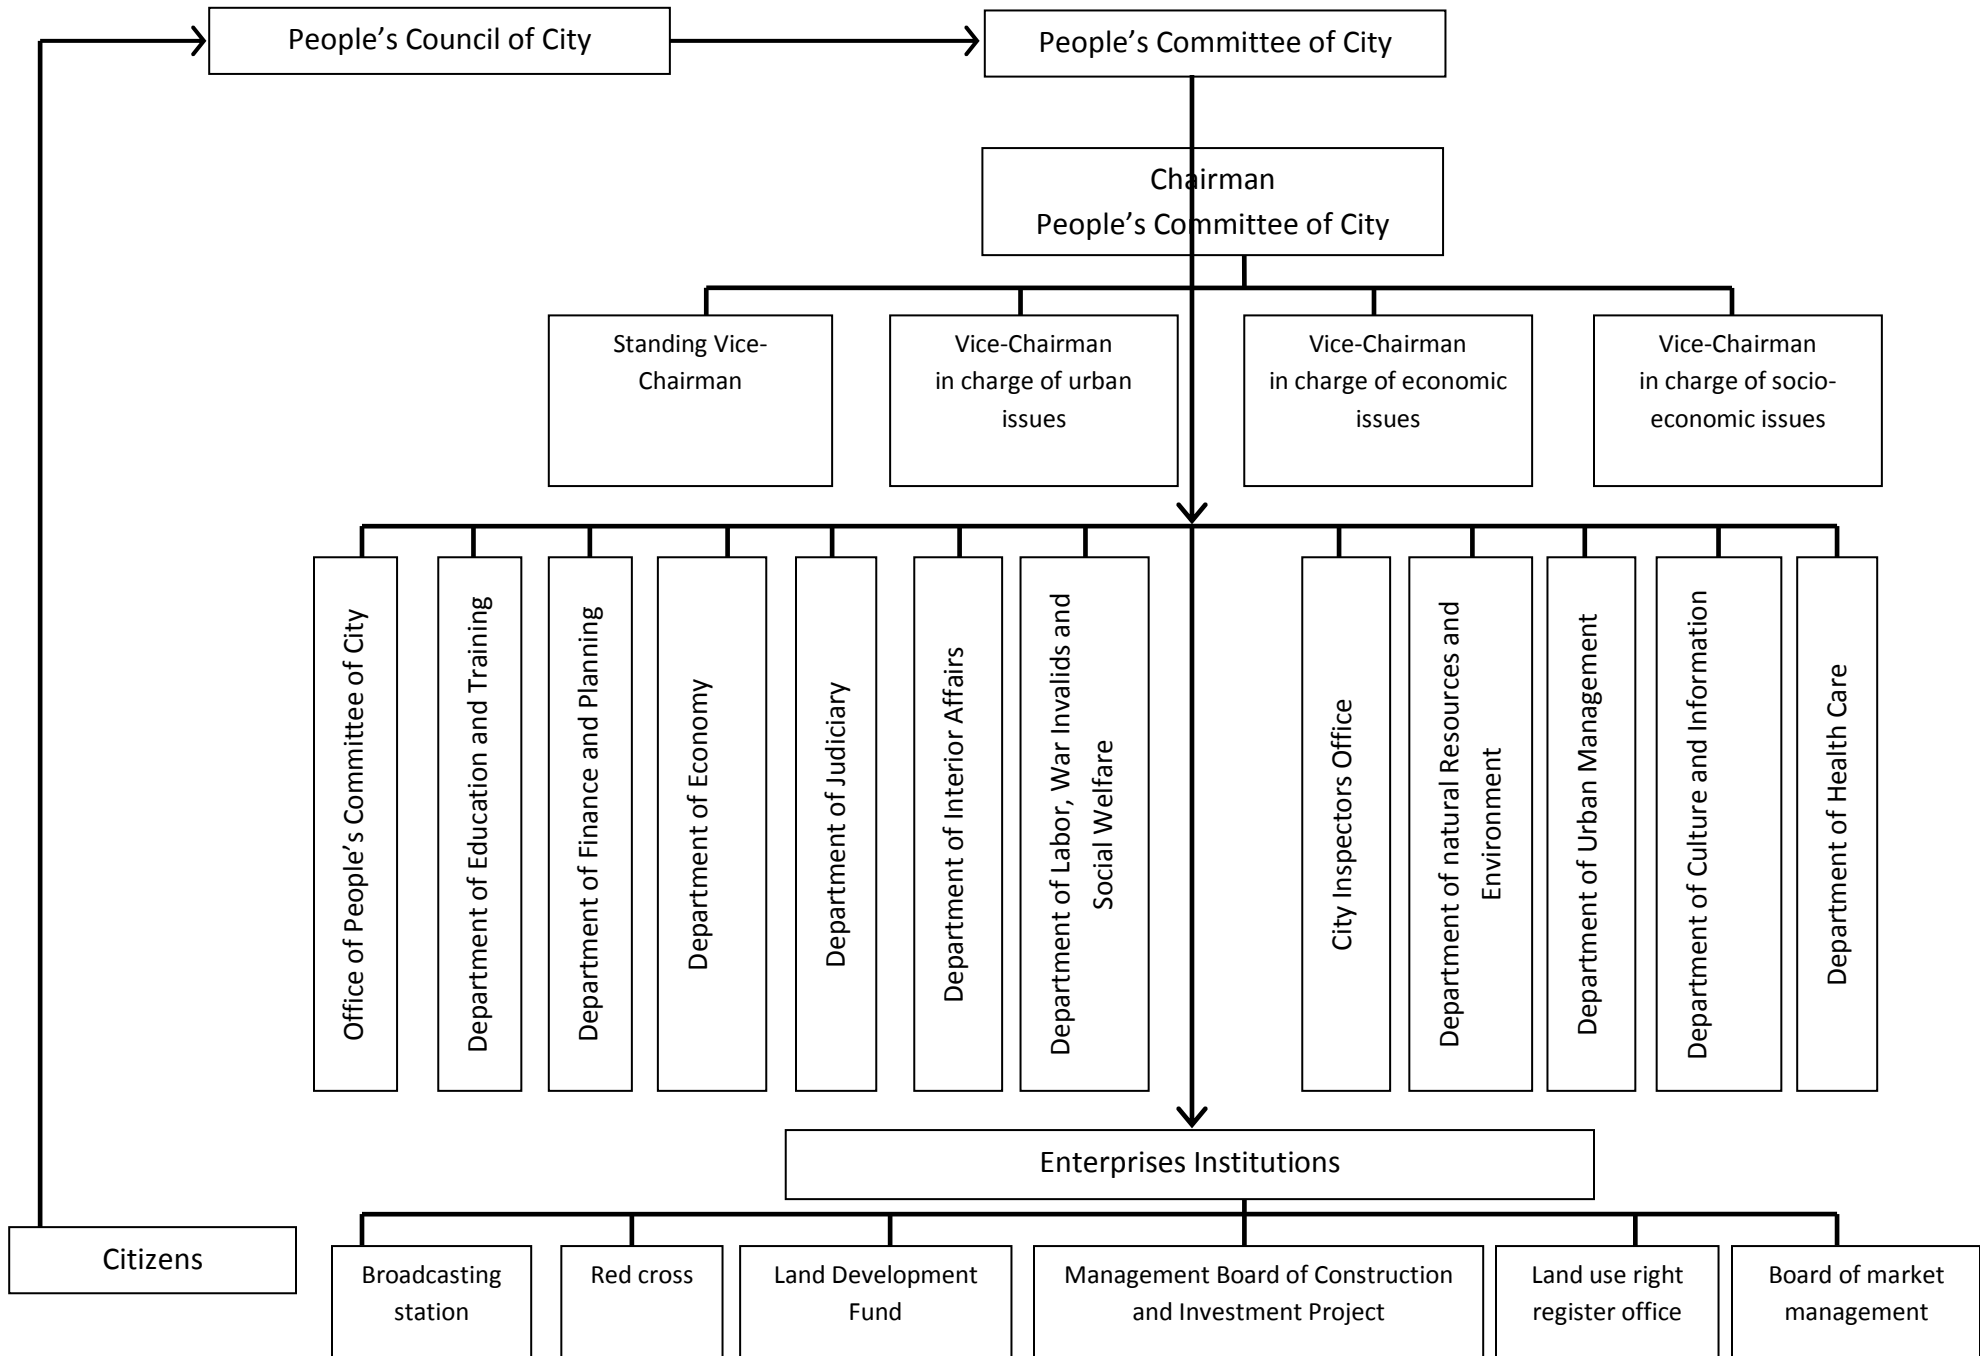 People’s Council of City
People’s Committee of City
Chairman
People’s Committee of City
Standing Vice-
Chairman
Vice-Chairman
in charge of urban
issues
Vice-Chairman
in charge of economic
issues
Vice-Chairman
in charge of socio-
economic issues
Office of People’s Committee of City
Department of Education and Training
Department of Finance and Planning
Department of Economy
Department of Judiciary
Department of Interior Affairs
Department of Labor, War Invalids and
Social Welfare
City Inspectors Office
Department of natural Resources and
Environment
Department of Urban Management
Department of Culture and Information
Department of Health Care
Enterprises Institutions
Citizens
Broadcasting
station
Red cross
Land Development
Fund
Management Board of Construction
and Investment Project
Land use right
register office
Board of market
management